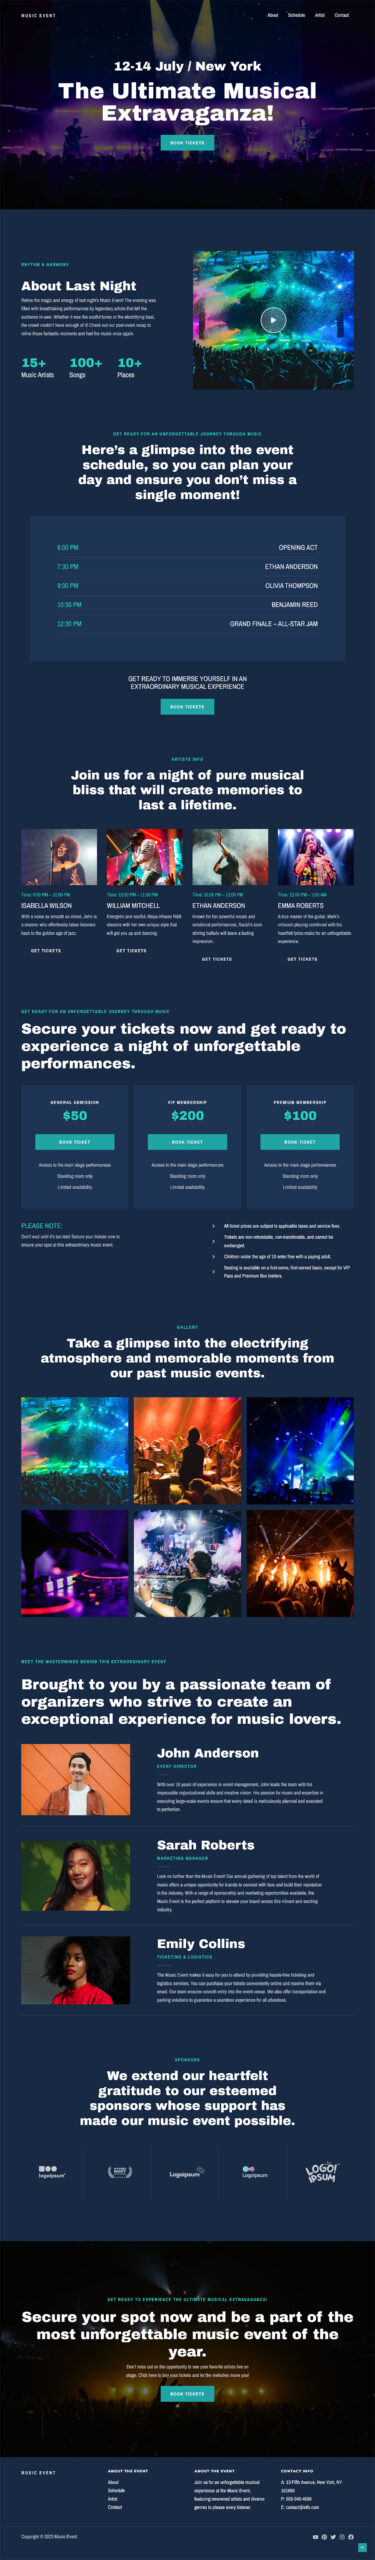 MUSIC EVENT
About Schedule Artist Contact
12-14 July / New York
The Ultimate Musical
Extravaganza!
BOOK TICKETS
RHYTHM & HARMONY
About Last Night
Relive the magic and energy of last night's Music Event! The evening was
filled with breathtaking performances by legendary artists that left the
audience in awe. Whether it was the soulful tunes or the electrifying beat,
the crowd couldn't have enough of it! Check out our post-event recap to
relive those fantastic moments and feel the music once again.
15+ 100+ 10+
Music Artists Songs Places
GET READY FOR AN UNFORGETTABLE JOURNEY THROUGH MUSIC
Here's a glimpse into the event
schedule, so you can plan your
day and ensure you don't miss a
single moment!
6:00 PM OPENING ACT
7:30 PM ETHAN ANDERSON
9:00 PM OLIVIA THOMPSON
10:30 PM BENJAMIN REED
12:30 PM GRAND FINALE – ALL-STAR JAM
GET READY TO IMMERSE YOURSELF IN AN
EXTRAORDINARY MUSICAL EXPERIENCE
BOOK TICKETS
ARTISTS INFO
Join us for a night of pure musical
bliss that will create memories to
last a lifetime.
Time: 9:00 PM – 10:00 PM
ISABELLA WILSON
With a voice as smooth as velvet, John is
a crooner who effortlessly takes listeners
back to the golden age of jazz.
GET TICKETS
Time: 10:00 PM – 11:00 PM
WILLIAM MITCHELL
Energetic and soulful, Maya infuses R&B
classics with her own unique style that
will get you up and dancing.
GET TICKETS
ETHAN ANDERSON
Known for her powerful vocals and
emotional performances, Sarah's soul-
stirring ballads will leave a lasting
impression.
GET TICKETS
Time: 12:00 PM – 1:00 AM
EMMA ROBERTS
A true master of the guitar, Mark's
virtuoso playing combined with his
heartfelt lyrics make for an unforgettable
experience.
GET TICKETS
GET READY FOR AN UNFORGETTABLE JOURNEY THROUGH MUSIC
Secure your tickets now and get ready to
experience a night of unforgettable
performances.
GENERAL ADMISSION
$50
BOOK TICKET
Access to the main stage performances
Standing room only
Limited availability
VIP MEMBERSHIP
$200
BOOK TICKET
Access to the main stage performances
Standing room only
Limited availability
PREMIUM MEMBERSHIP
$100
BOOK TICKET
Access to the main stage performances
Standing room only
Limited availability
PLEASE NOTE:
Don't wait until it's too late! Secure your tickets now to
ensure your spot at this extraordinary music event.
All ticket prices are subject to applicable taxes and service fees.
Tickets are non-refundable, non-transferable, and cannot be
exchanged.
Children under the age of 10 enter free with a paying adult.
Seating is available on a first-come, first-served basis, except for VIP
Pass and Premium Box holders.
GALLERY
Take a glimpse into the electrifying
atmosphere and memorable moments from
our past music events.
MEET THE MASTERMINDS BEHIND THIS EXTRAORDINARY EVENT
Brought to you by a passionate team of
organizers who strive to create an
exceptional experience for music lovers.
John Anderson
EVENT DIRECTOR
With over 10 years of experience in event management, John leads the team with his
impeccable organizational skills and creative vision. His passion for music and expertise in
executing large-scale events ensure that every detail is meticulously planned and executed
to perfection.
Sarah Roberts
MARKETING MANAGER
Look no further than the Music Event! Our annual gathering of top talent from the world of
music offers a unique opportunity for brands to connect with fans and build their reputation
in the industry. With a range of sponsorship and marketing opportunities available, the
Music Event is the perfect platform to elevate your brand across this vibrant and exciting
industry.
Emily Collins
TICKETING & LOGISTICS
The Music Event makes it easy for you to attend by providing hassle-free ticketing and
logistics services. You can purchase your tickets conveniently online and receive them via
email. Our team ensures smooth entry into the event venue. We also offer transportation and
parking solutions to guarantee a seamless experience for all attendees.
SPONSORS
We extend our heartfelt
gratitude to our esteemed
sponsors whose support has
made our music event possible.
logoipsum
Logoipsum
Logoipsum
LOGO!
IPSUM
GET READY TO EXPERIENCE THE ULTIMATE MUSICAL EXTRAVAGANZA!
Secure your spot now and be a part of the
most unforgettable music event of the
year.
Don't miss out on the opportunity to see your favorite artists live on
stage. Click here to buy your tickets and let the melodies move you!
BOOK TICKETS
MUSIC EVENT
ABOUT THE EVENT
About
Schedule
Artist
Contact
ABOUT THE EVENT
Join us for an unforgettable musical
experience at the Music Event,
featuring renowned artists and diverse
genres to please every listener.
CONTACT INFO
A: 13 Fifth Avenue, New York, NY
101660
P: 555-345-4599
E: contact@info.com
Copyright © 2023 Music Event